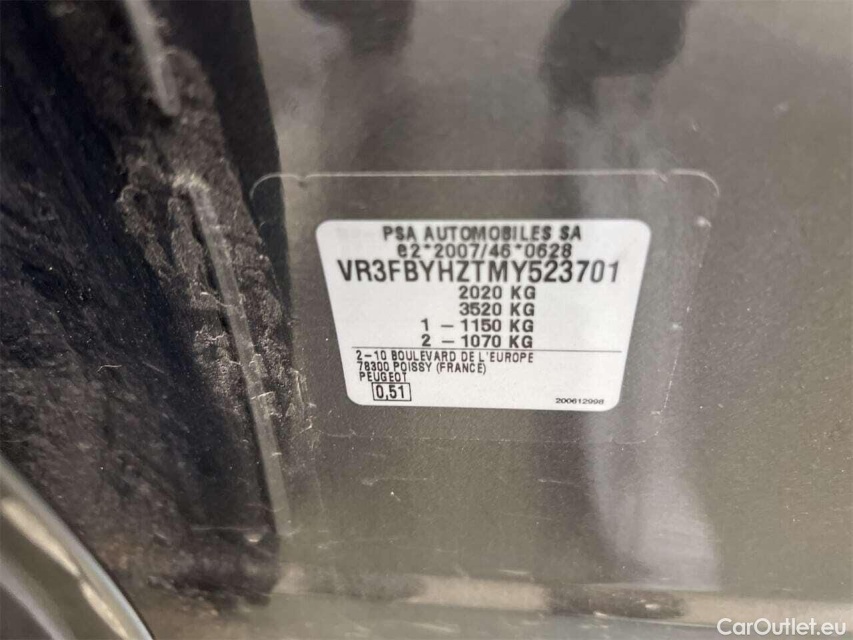 PSA AUTOMOBILES SA
e2*2007/46*0628
VR3FBYHZTMY523701
2020 KG
3520 KG
1 - 1150 KG
2 - 1070 KG
2-10 BOULEVARD DE L'EUROPE
78300 POISSY (FRANCE)
PEUGEOT
0,51
200612998
CarOutlet.eu